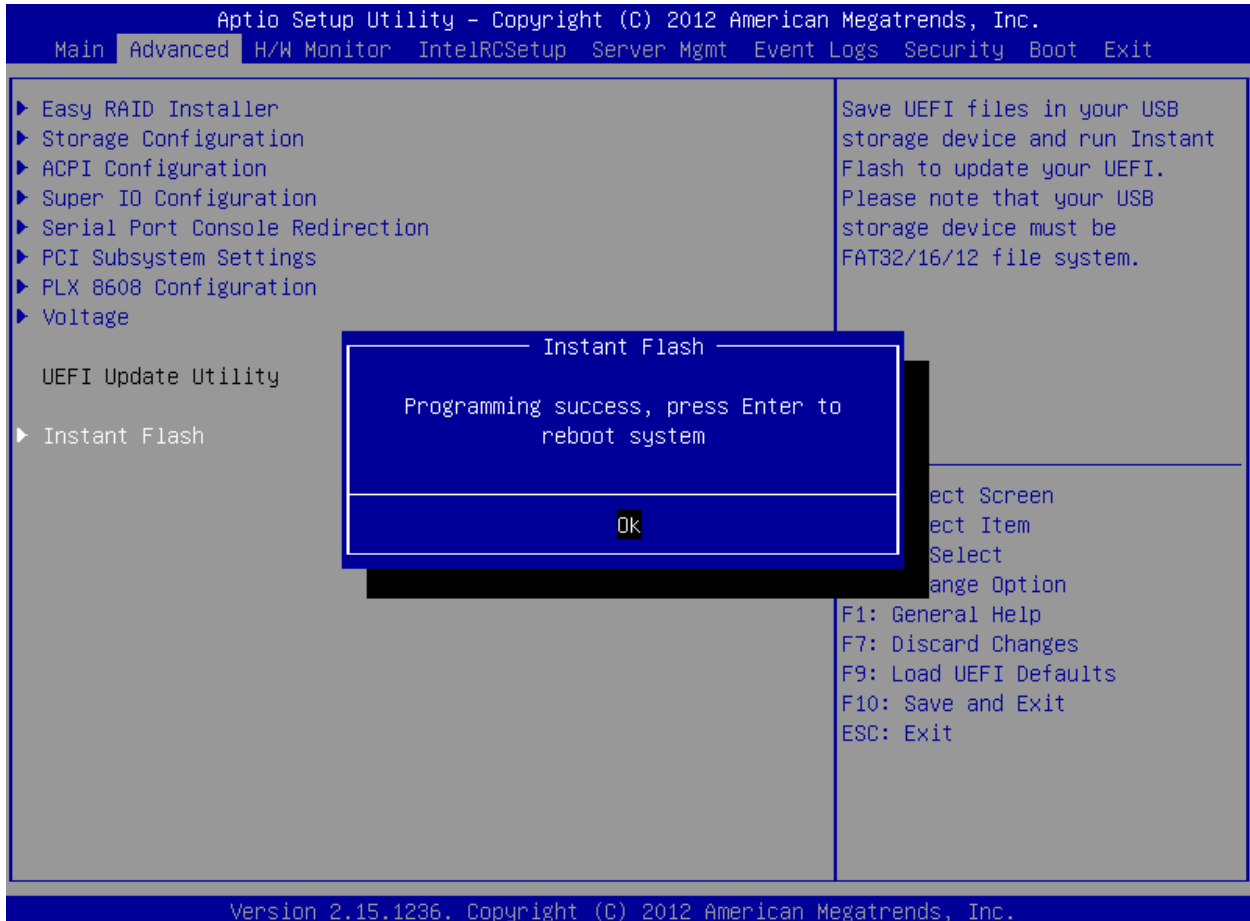 Aptio Setup Utility – Copyright (C) 2012 American Megatrends, Inc.
Main Advanced H/W Monitor IntelRCSetup Server Mgmt Event Logs Security Boot Exit
Easy RAID Installer
Storage Configuration
ACPI Configuration
Super IO Configuration
Serial Port Console Redirection
PCI Subsystem Settings
PLX 8608 Configuration
Voltage
UEFI Update Utility
Instant Flash
Save UEFI files in your USB
storage device and run Instant
Flash to update your UEFI.
Please note that your USB
storage device must be
FAT32/16/12 file system.
Instant Flash
Programming success, press Enter to
reboot system
Ok
Screen
Item
Select
Option
F1: General Help
F7: Discard Changes
F9: Load UEFI Defaults
F10: Save and Exit
ESC: Exit
Version 2.15.1236. Copyright (C) 2012 American Megatrends, Inc.